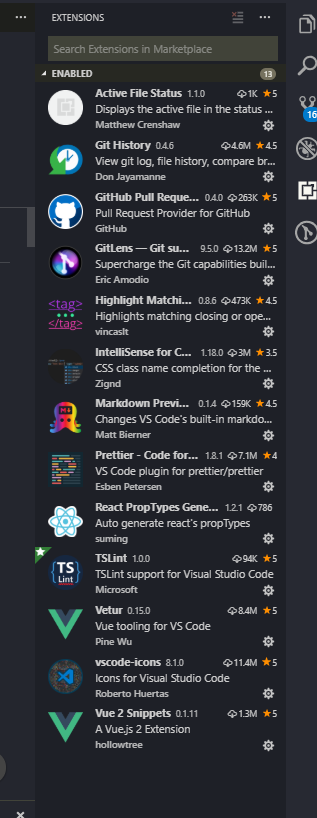 EXTENSIONS
Search Extensions in Marketplace
ENABLED 13
Active File Status 1.1.0 1K 5
Displays the active file in the status ...
Matthew Crenshaw
Git History 0.4.6 4.6M 4.5
View git log, file history, compare br...
Don Jayamanne
GitHub Pull Reque... 0.4.0 263K 5
Pull Request Provider for GitHub
GitHub
GitLens — Git su... 9.5.0 13.2M 5
Supercharge the Git capabilities buil...
Eric Amodio
<tag>
</tag>
Highlight Matchi... 0.8.6 473K 4.5
Highlights matching closing or ope...
vincaslt
IntelliSense for C... 1.18.0 3M 3.5
CSS class name completion for the ...
Zignd
Markdown Previ... 0.1.4 159K 4.5
Changes VS Code's built-in markdo...
Matt Bierner
Prettier - Code for... 1.8.1 7.1M 4
VS Code plugin for prettier/prettier
Esben Petersen
React PropTypes Gene... 1.2.1 786
Auto generate react's propTypes
suming
TS
Lint
TSLint 1.0.0 94K 5
TSLint support for Visual Studio Code
Microsoft
Vetur 0.15.0 8.4M 5
Vue tooling for VS Code
Pine Wu
vscode-icons 8.1.0 11.4M 5
Icons for Visual Studio Code
Roberto Huertas
Vue 2 Snippets 0.1.11 1.3M 5
A Vue.js 2 Extension
hollowtree
16